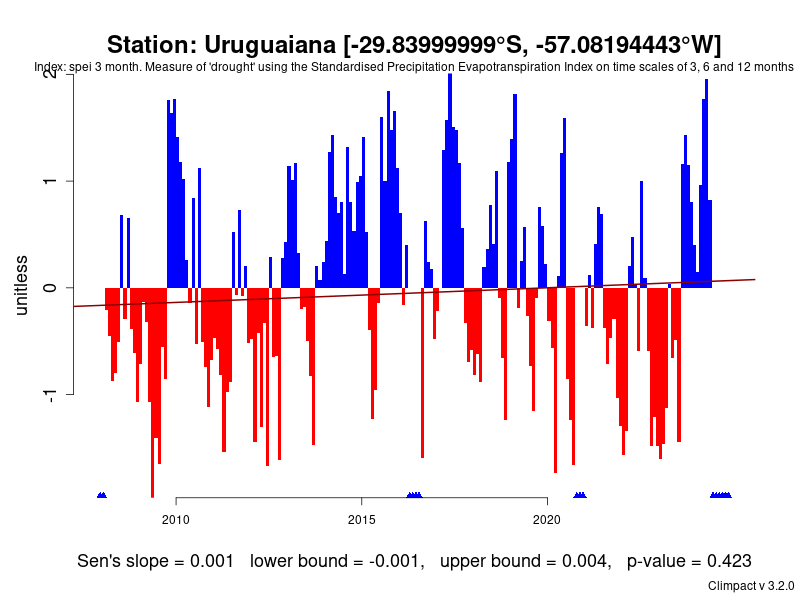 Station: Uruguaiana [-29.83999999°S, -57.08194443°W]
Index: spei 3 month. Measure of 'drought' using the Standardised Precipitation Evapotranspiration Index on time scales of 3, 6 and 12 months
2
1
0
-1
unitless
2010 2015 2020
Sen's slope = 0.001 lower bound = -0.001, upper bound = 0.004, p-value = 0.423
Climpact v 3.2.0